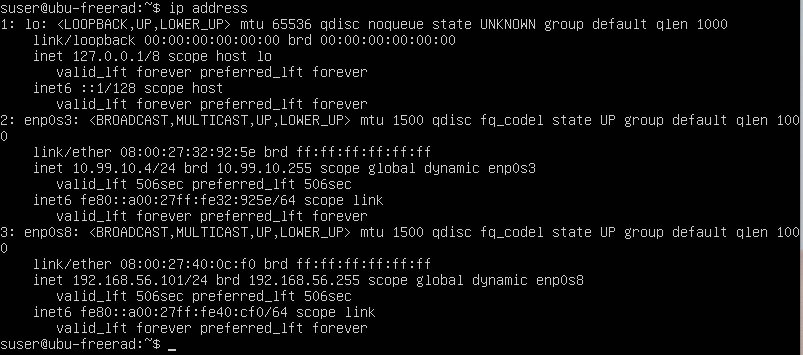 suser@ubu-freerad:~$ ip address
1: lo: <LOOPBACK,UP,LOWER_UP> mtu 65536 qdisc noqueue state UNKNOWN group default qlen 1000
    link/loopback 00:00:00:00:00:00 brd 00:00:00:00:00:00
    inet 127.0.0.1/8 scope host lo
       valid_lft forever preferred_lft forever
    inet6 ::1/128 scope host
       valid_lft forever preferred_lft forever
2: enp0s3: <BROADCAST,MULTICAST,UP,LOWER_UP> mtu 1500 qdisc fq_codel state UP group default qlen 100
0
    link/ether 08:00:27:32:92:5e brd ff:ff:ff:ff:ff:ff
    inet 10.99.10.4/24 brd 10.99.10.255 scope global dynamic enp0s3
       valid_lft 506sec preferred_lft 506sec
    inet6 fe80::a00:27ff:fe32:925e/64 scope link
       valid_lft forever preferred_lft forever
3: enp0s8: <BROADCAST,MULTICAST,UP,LOWER_UP> mtu 1500 qdisc fq_codel state UP group default qlen 100
0
    link/ether 08:00:27:40:0c:f0 brd ff:ff:ff:ff:ff:ff
    inet 192.168.56.101/24 brd 192.168.56.255 scope global dynamic enp0s8
       valid_lft 506sec preferred_lft 506sec
    inet6 fe80::a00:27ff:fe40:cf0/64 scope link
       valid_lft forever preferred_lft forever
suser@ubu-freerad:~$ _